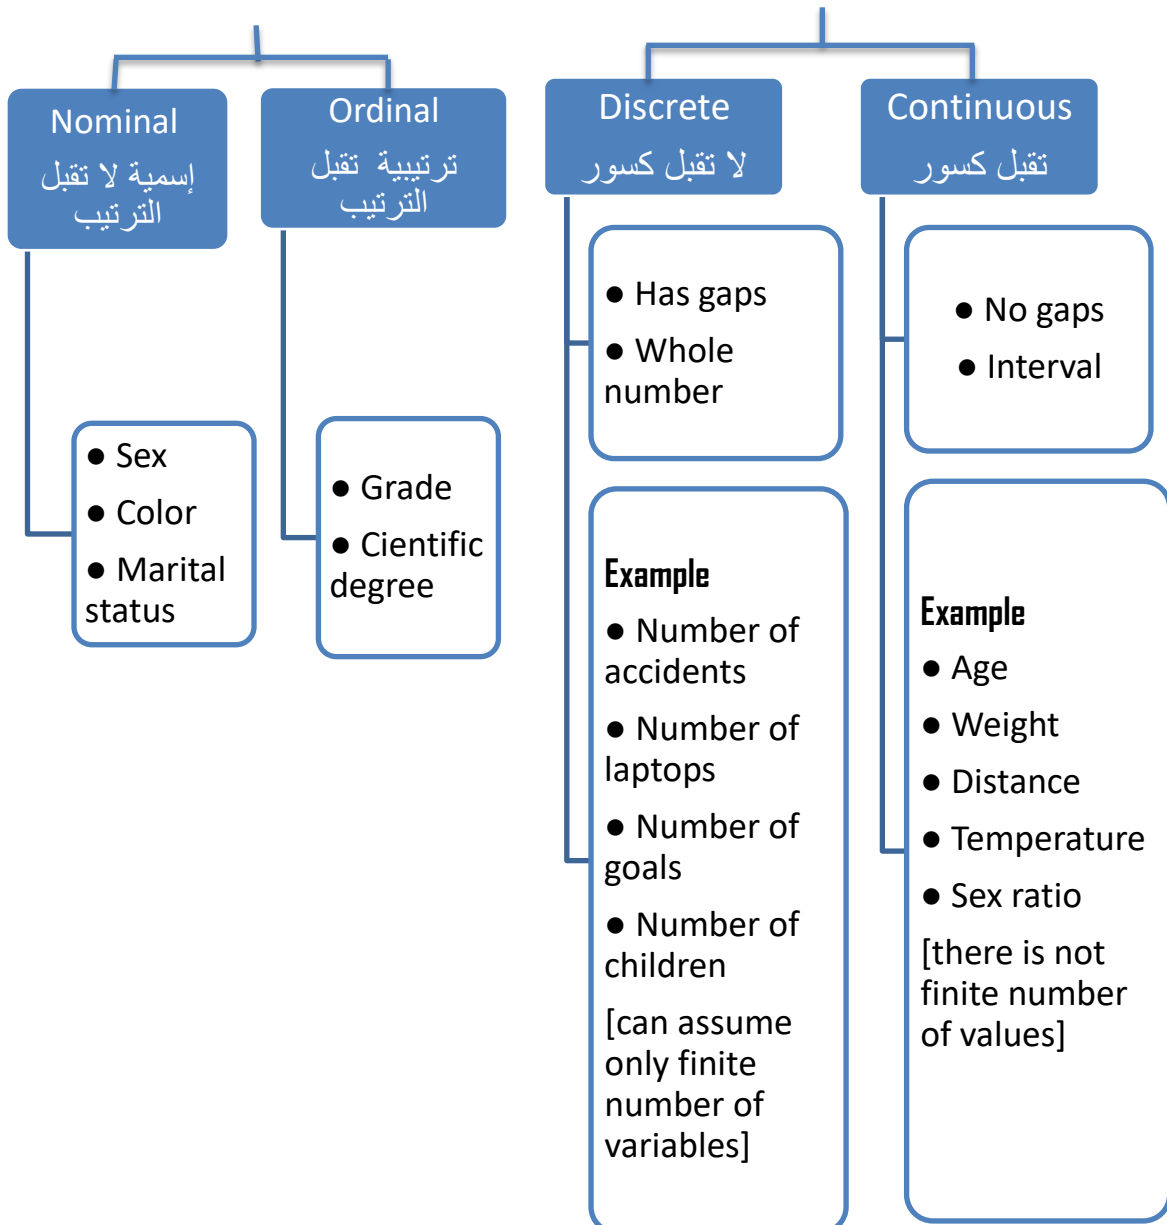 Nominal
إسمية لا تقبل
الترتيب
Ordinal
ترتيبية تقبل
الترتيب
Discrete
لا تقبل كسور
Continuous
تقبل كسور
● Sex
● Color
● Marital
status
● Grade
● Cientific
degree
● Has gaps
● Whole
number
● No gaps
● Interval
Example
● Number of
accidents
● Number of
laptops
● Number of
goals
● Number of
children
[can assume
only finite
number of
variables]
Example
● Age
● Weight
● Distance
● Temperature
● Sex ratio
[there is not
finite number
of values]